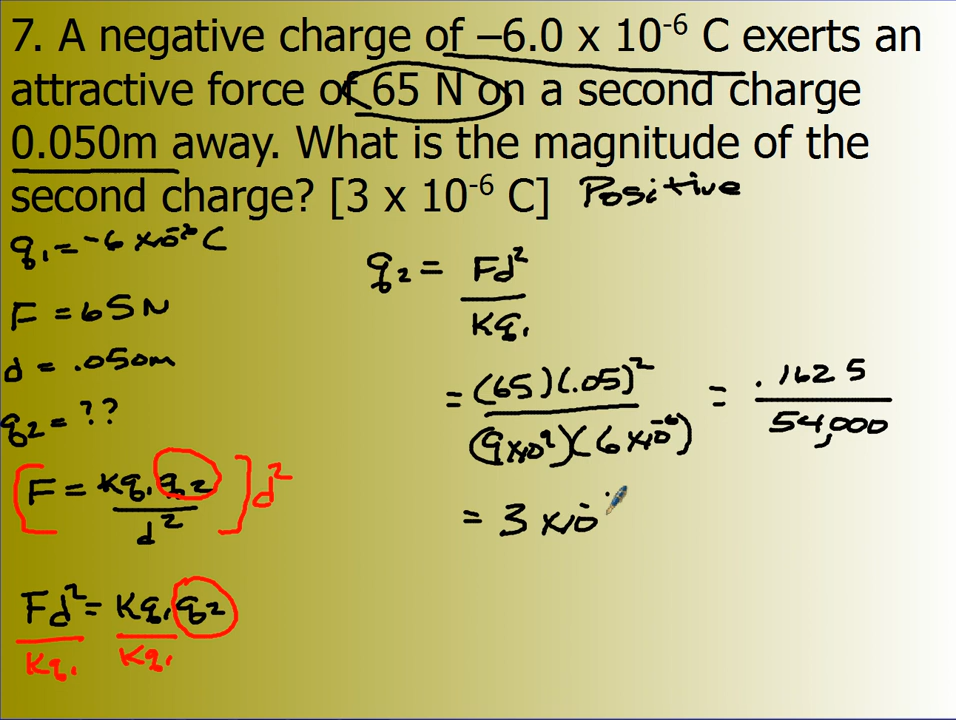 7. A negative charge of –6.0 x 10⁻⁶ C exerts an
attractive force of 65 N on a second charge
0.050m away. What is the magnitude of the
second charge? [3 x 10⁻⁶ C] Positive
q₁ = -6 x10⁻⁶ C
F = 65 N
d = .050m
q₂ = ??
[F = Kq₁q₂ / d²] d²
Fd² = Kq₁q₂
Kq₁ Kq₁
q₂ = Fd² / Kq₁
= (65)(.05)² / (9x10⁹)(6x10⁻⁶) = .1625 / 54,000
= 3 x10⁻